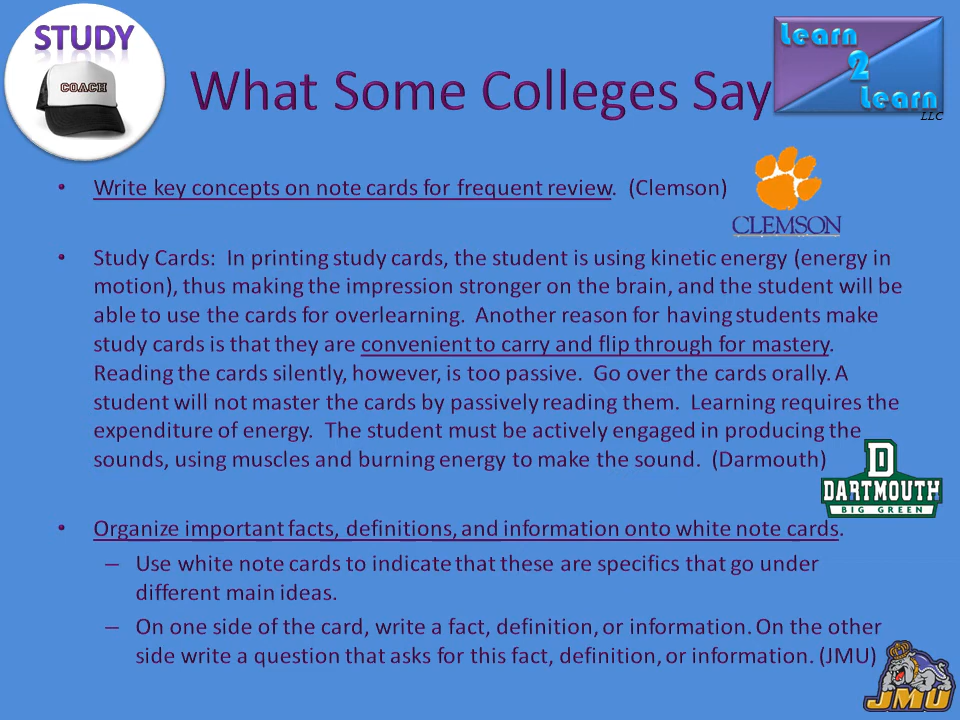 STUDY
COACH
Learn
2
Learn
LLC
What Some Colleges Say
• Write key concepts on note cards for frequent review.  (Clemson)
CLEMSON
• Study Cards:  In printing study cards, the student is using kinetic energy (energy in
motion), thus making the impression stronger on the brain, and the student will be
able to use the cards for overlearning.  Another reason for having students make
study cards is that they are convenient to carry and flip through for mastery.
Reading the cards silently, however, is too passive.  Go over the cards orally. A
student will not master the cards by passively reading them.  Learning requires the
expenditure of energy.  The student must be actively engaged in producing the
sounds, using muscles and burning energy to make the sound.  (Darmouth)
D
DARTMOUTH
BIG GREEN
• Organize important facts, definitions, and information onto white note cards.
– Use white note cards to indicate that these are specifics that go under
different main ideas.
– On one side of the card, write a fact, definition, or information. On the other
side write a question that asks for this fact, definition, or information. (JMU)
JMU